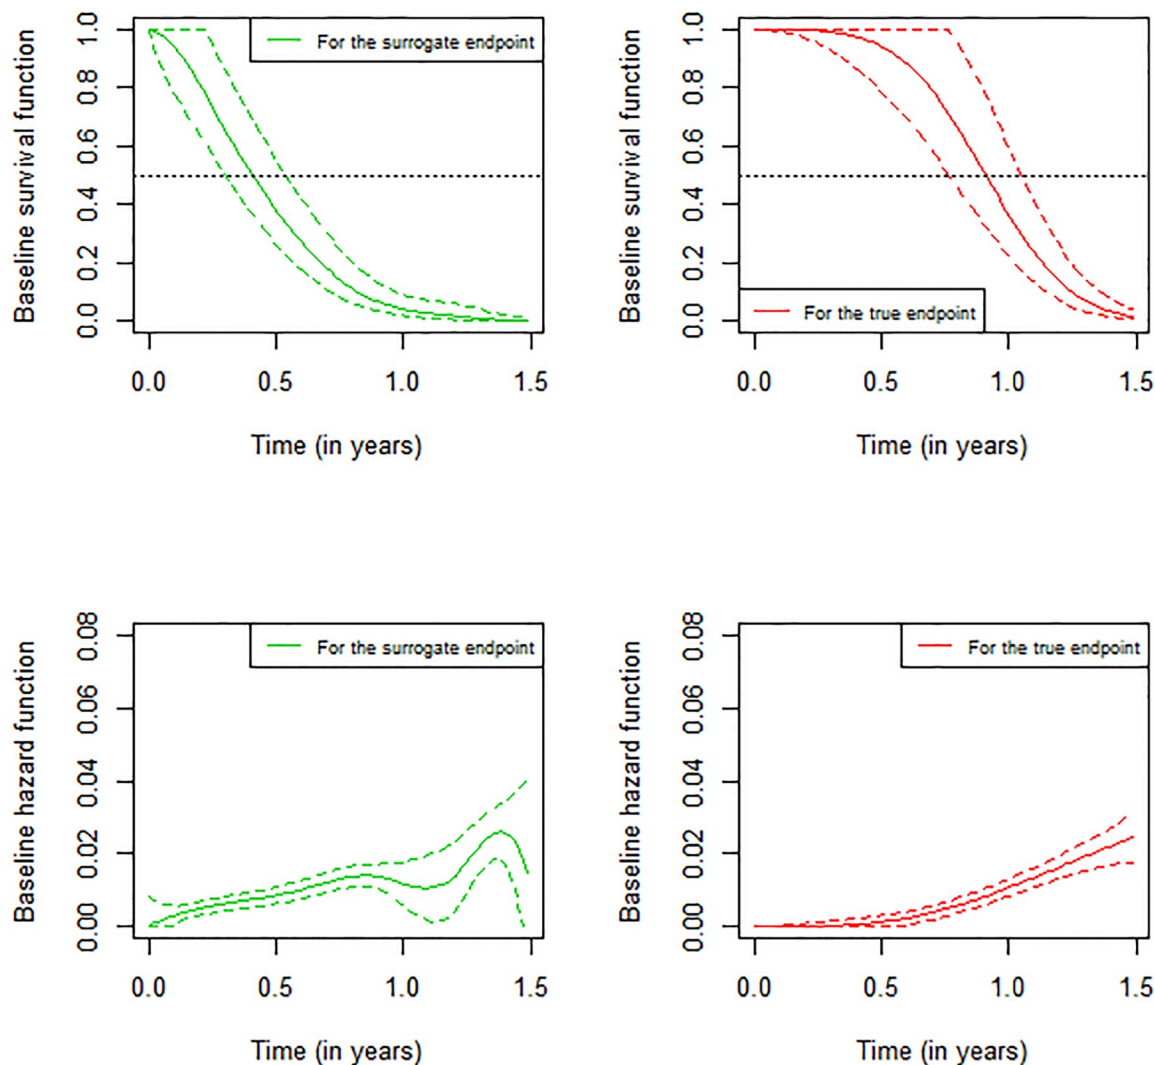 For the surrogate endpoint
Baseline survival function
1.0
0.8
0.6
0.4
0.2
0.0
0.0 0.5 1.0 1.5
Time (in years)
For the true endpoint
Baseline survival function
1.0
0.8
0.6
0.4
0.2
0.0
0.0 0.5 1.0 1.5
Time (in years)
For the surrogate endpoint
Baseline hazard function
0.08
0.06
0.04
0.02
0.00
0.0 0.5 1.0 1.5
Time (in years)
For the true endpoint
Baseline hazard function
0.08
0.06
0.04
0.02
0.00
0.0 0.5 1.0 1.5
Time (in years)